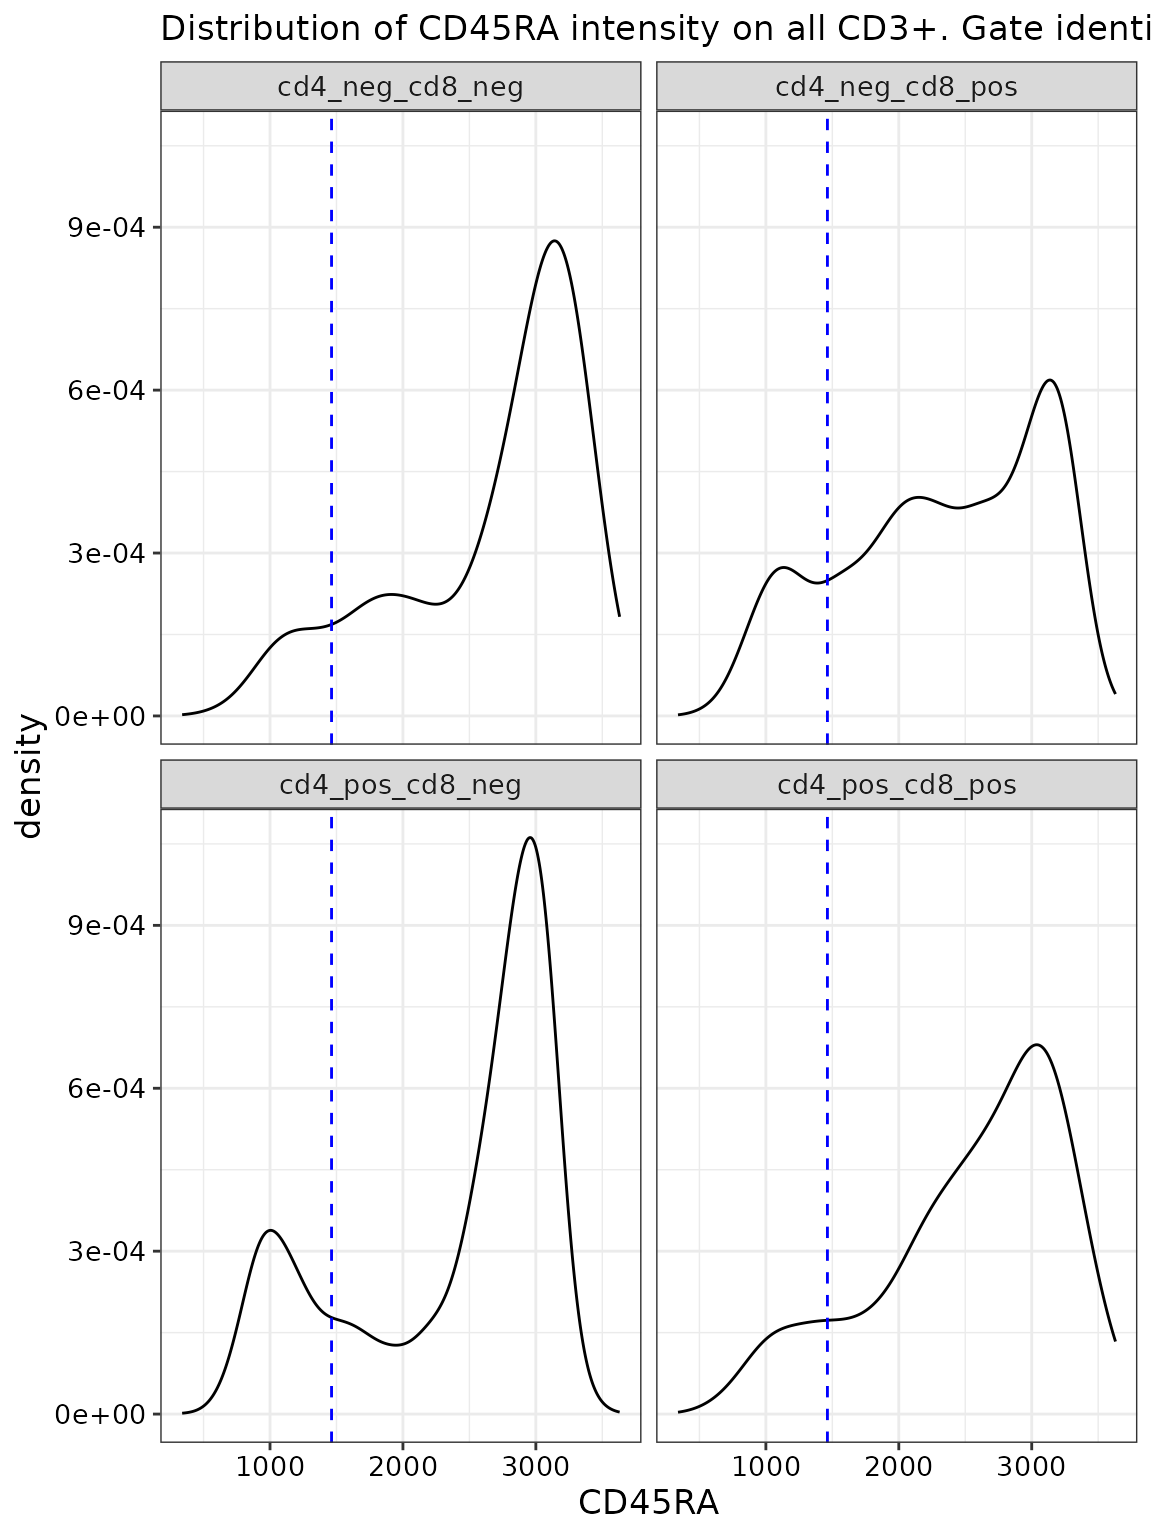 Distribution of CD45RA intensity on all CD3+. Gate identi
cd4_neg_cd8_neg
cd4_neg_cd8_pos
9e-04
6e-04
3e-04
0e+00
cd4_pos_cd8_neg
cd4_pos_cd8_pos
9e-04
6e-04
3e-04
0e+00
density
1000 2000 3000
1000 2000 3000
CD45RA